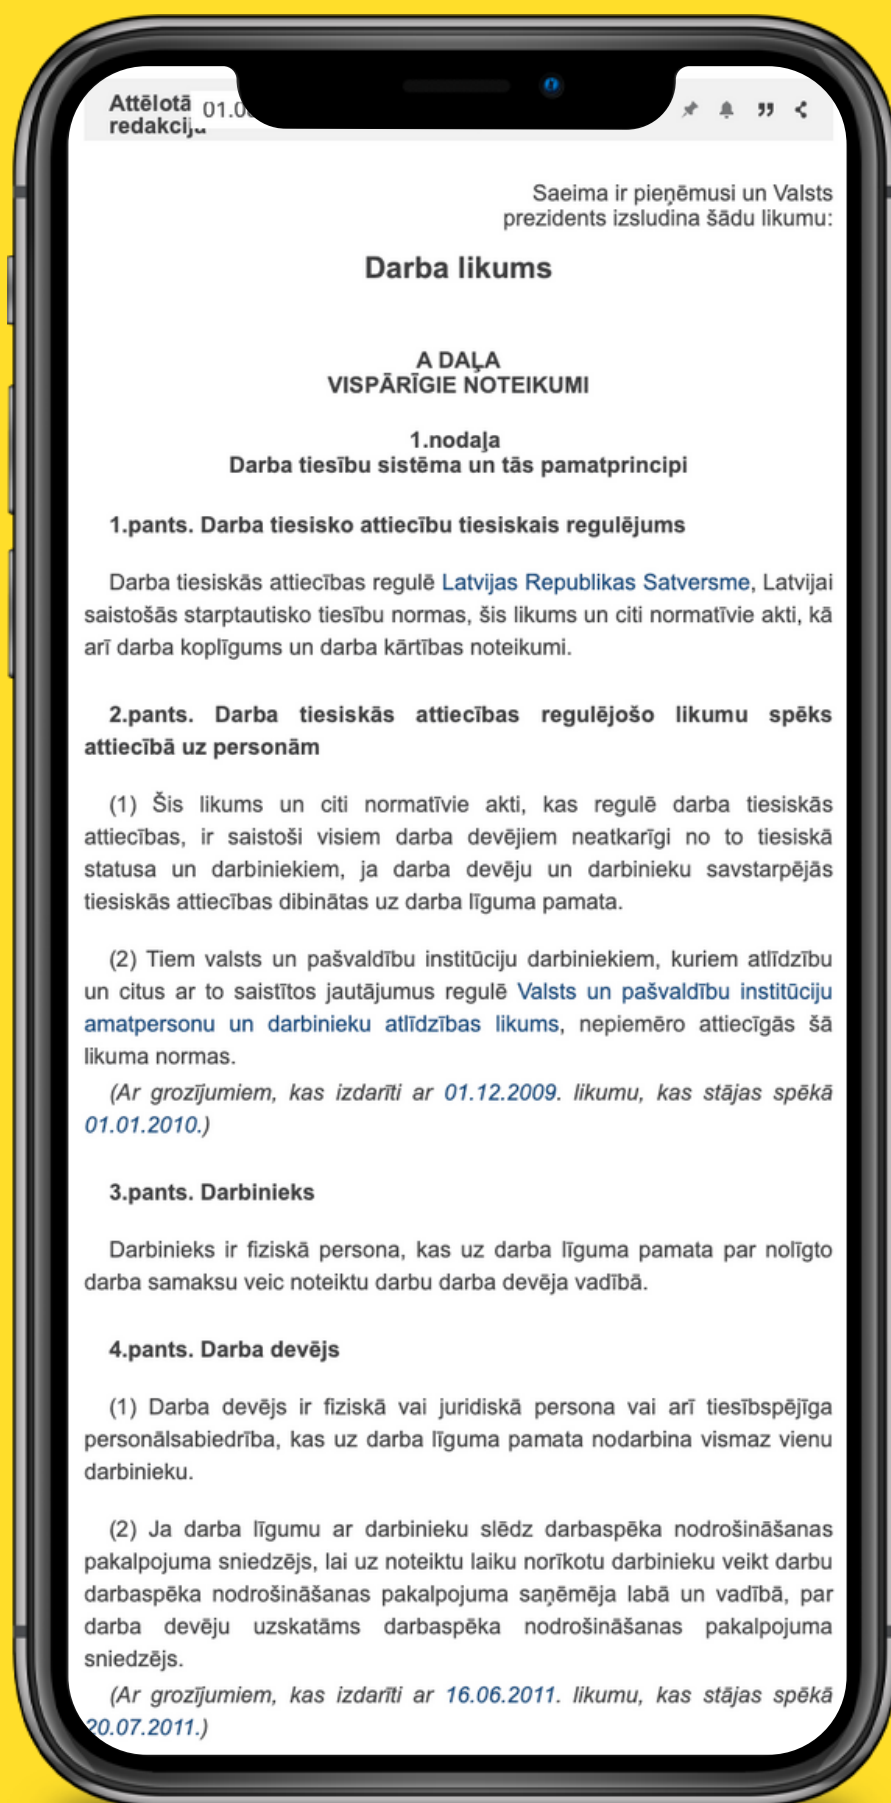 Attēlotā
redakcija
01.0
Saeima ir pieņēmusi un Valsts
prezidents izsludina šādu likumu:
Darba likums
A DAĻA
VISPĀRĪGIE NOTEIKUMI
1.nodaļa
Darba tiesību sistēma un tās pamatprincipi
1.pants. Darba tiesisko attiecību tiesiskais regulējums
Darba tiesiskās attiecības regulē Latvijas Republikas Satversme, Latvijai
saistošās starptautisko tiesību normas, šis likums un citi normatīvie akti, kā
arī darba koplīgums un darba kārtības noteikumi.
2.pants. Darba tiesiskās attiecības regulējošo likumu spēks
attiecībā uz personām
(1) Šis likums un citi normatīvie akti, kas regulē darba tiesiskās
attiecības, ir saistoši visiem darba devējiem neatkarīgi no to tiesiskā
statusa un darbiniekiem, ja darba devēju un darbinieku savstarpējās
tiesiskās attiecības dibinātas uz darba līguma pamata.
(2) Tiem valsts un pašvaldību institūciju darbiniekiem, kuriem atlīdzību
un citus ar to saistītos jautājumus regulē Valsts un pašvaldību institūciju
amatpersonu un darbinieku atlīdzības likums, nepiemēro attiecīgās šā
likuma normas.
(Ar grozījumiem, kas izdarīti ar 01.12.2009. likumu, kas stājas spēkā
01.01.2010.)
3.pants. Darbinieks
Darbinieks ir fiziskā persona, kas uz darba līguma pamata par nolīgto
darba samaksu veic noteiktu darbu darba devēja vadībā.
4.pants. Darba devējs
(1) Darba devējs ir fiziskā vai juridiskā persona vai arī tiesībspējīga
personālsabiedrība, kas uz darba līguma pamata nodarbina vismaz vienu
darbinieku.
(2) Ja darba līgumu ar darbinieku slēdz darbaspēka nodrošināšanas
pakalpojuma sniedzējs, lai uz noteiktu laiku norīkotu darbinieku veikt darbu
darbaspēka nodrošināšanas pakalpojuma saņēmēja labā un vadībā, par
darba devēju uzskatāms darbaspēka nodrošināšanas pakalpojuma
sniedzējs.
(Ar grozījumiem, kas izdarīti ar 16.06.2011. likumu, kas stājas spēkā
20.07.2011.)